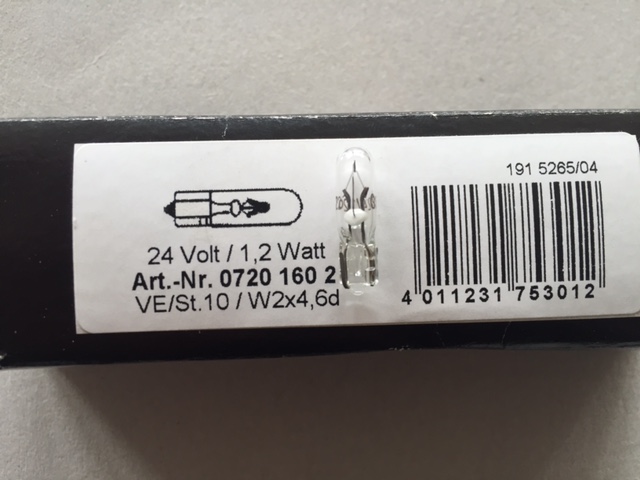 191 5265/04
24 Volt / 1,2 Watt
Art.-Nr. 0720 160 2
VE/St.10 / W2x4,6d
4 011231 753012